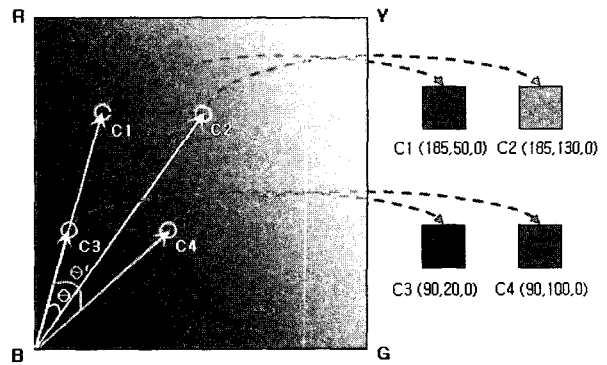 R Y
C1 C2
C1 (185,50,0) C2 (185,130,0)
C3 C4
θ'
θ
C3 (90,20,0) C4 (90,100,0)
B G